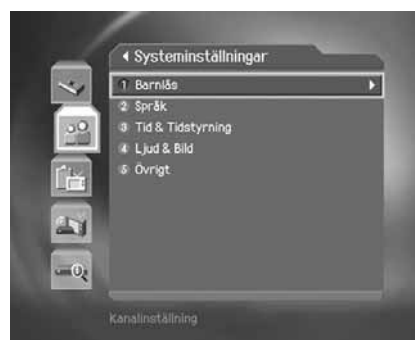 Systeminställningar
1 Barnlås
2 Språk
3 Tid & Tidstyrning
4 Ljud & Bild
5 Övrigt
Kanalinställning